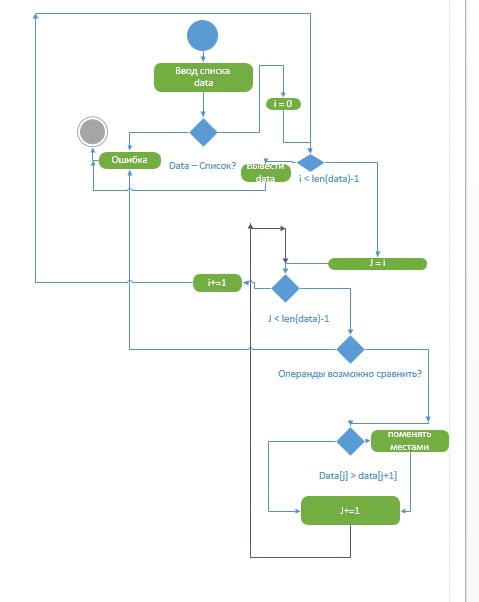 Ввод списка
data
i = 0
Ошибка
Data – Список?
Вывести
data
i < len(data)-1
J = i
i+=1
J < len(data)-1
Операнды возможно сравнить?
поменять
местами
Data[j] > data[j+1]
J+=1